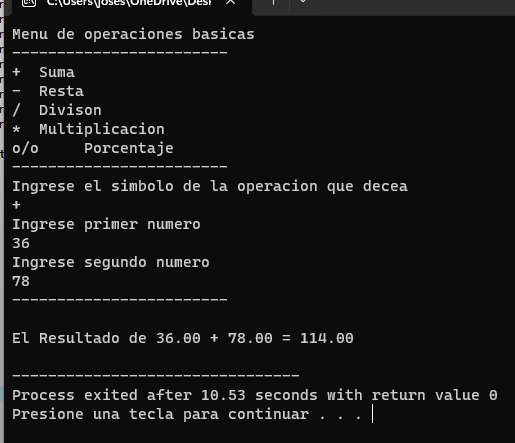 C:\Users\joses\OneDrive\Desl
Menu de operaciones basicas
------------------------
+  Suma
-  Resta
/  Divison
*  Multiplicacion
o/o     Porcentaje
------------------------
Ingrese el simbolo de la operacion que decea
+
Ingrese primer numero
36
Ingrese segundo numero
78
------------------------
El Resultado de 36.00 + 78.00 = 114.00
--------------------------------
Process exited after 10.53 seconds with return value 0
Presione una tecla para continuar . . .